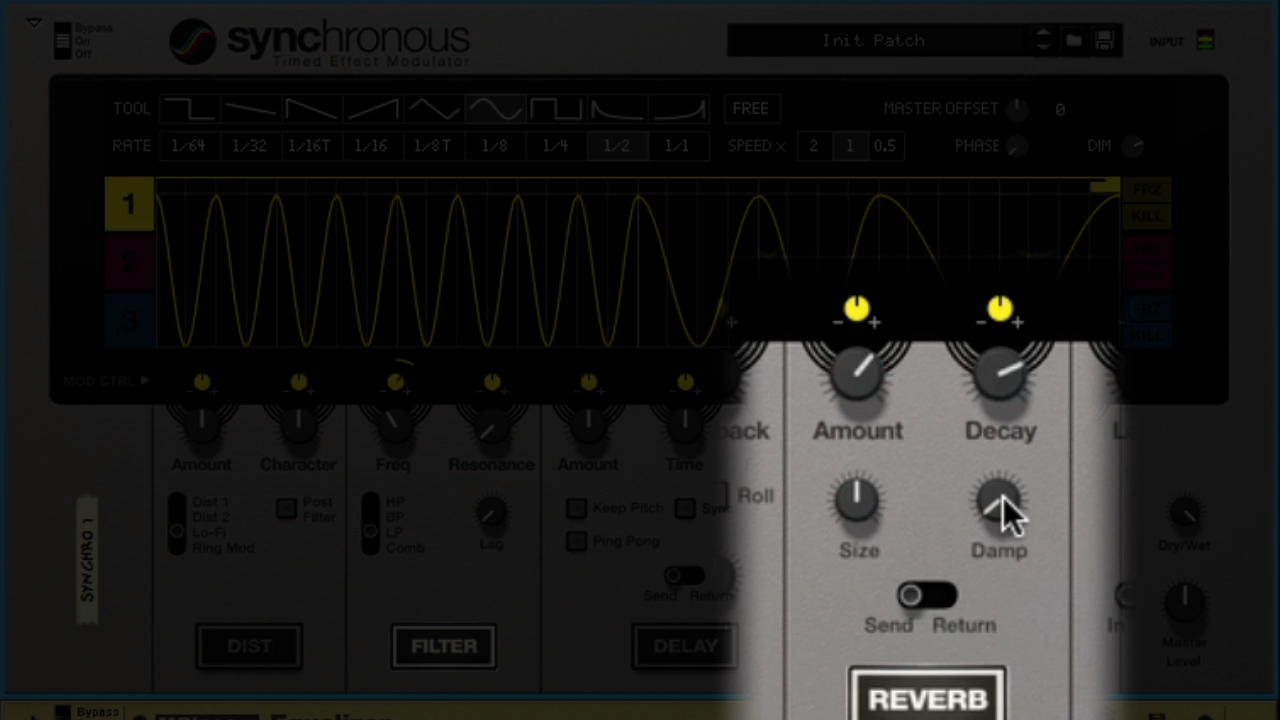 Bypass
On
Off
synchronous
Timed Effect Modulator
Init Patch
INPUT
TOOL
FREE
MASTER OFFSET 0
RATE 1/64 1/32 1/16T 1/16 1/8T 1/8 1/4 1/2 1/1
SPEED× 2 1 0.5
PHASE
DIM
1
2
3
FRZ
KILL
MOD CTRL
- +
Amount Character Freq Resonance Amount Time
Amount Decay
Dist 1
Dist 2
Lo-Fi
Ring Mod
Post
Filter
HP
BP
LP
Comb
Lag
Keep Pitch
Ping Pong
Roll
Send Return
Size Damp
Send Return
In
Dry/Wet
Master
Level
SYNCHRO 1
DIST
FILTER
DELAY
REVERB
Bypass